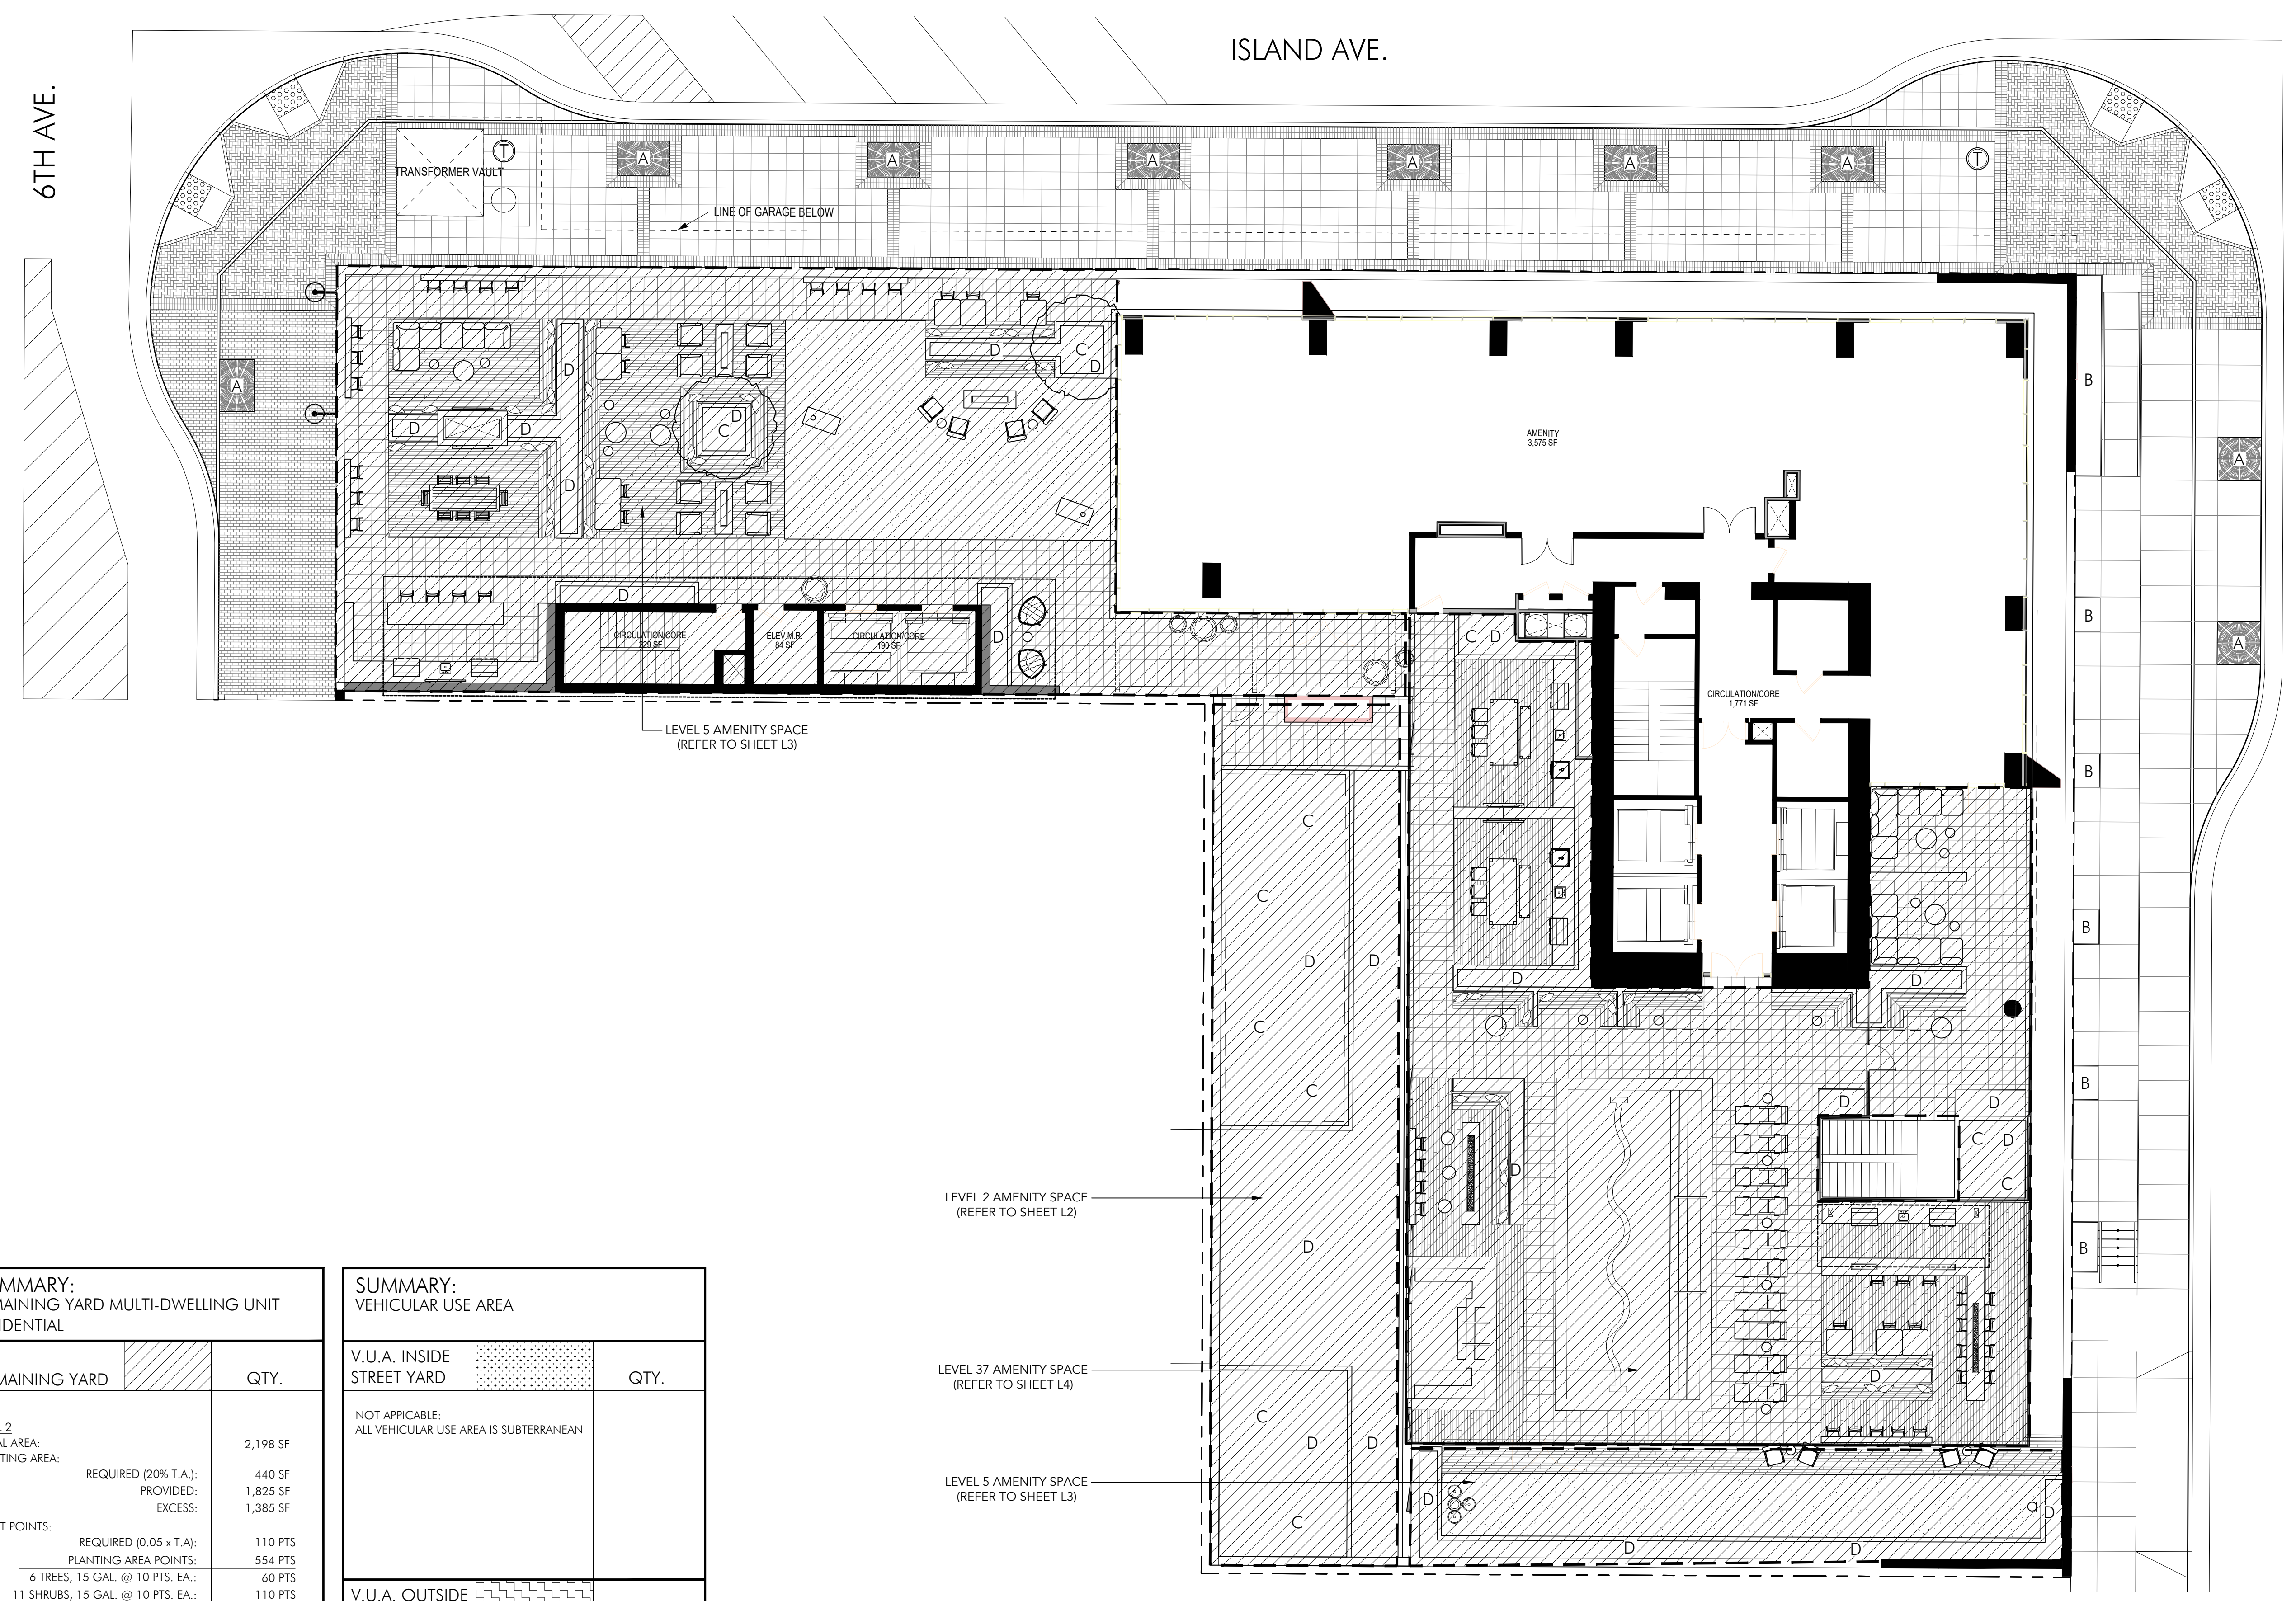 ISLAND AVE.
6TH AVE.
T
TRANSFORMER VAULT
A
A
A
A
A
A
T
LINE OF GARAGE BELOW
A
D
D
D
D
D
C
D
D
C
D
B
AMENITY
3,575 SF
A
B
A
D
CIRCULATION/CORE
229 SF
ELEV M.R.
84 SF
CIRCULATION/CORE
190 SF
D
C D
CIRCULATION/CORE
1,771 SF
LEVEL 5 AMENITY SPACE
(REFER TO SHEET L3)
B
C
C
D
D
D
D
B
C
C
B
D
D
C
D
C
D
LEVEL 2 AMENITY SPACE
(REFER TO SHEET L2)
D
B
LEVEL 37 AMENITY SPACE
(REFER TO SHEET L4)
D
C
D
D
LEVEL 5 AMENITY SPACE
(REFER TO SHEET L3)
D
D
C
D
D
MMARY:
MAINING YARD MULTI-DWELLING UNIT
IDENTIAL
MAINING YARD
QTY.
L 2
AL AREA:
2,198 SF
TING AREA:
REQUIRED (20% T.A.):
440 SF
PROVIDED:
1,825 SF
EXCESS:
1,385 SF
T POINTS:
REQUIRED (0.05 x T.A):
110 PTS
PLANTING AREA POINTS:
554 PTS
6 TREES, 15 GAL. @ 10 PTS. EA.:
60 PTS
11 SHRUBS, 15 GAL. @ 10 PTS. EA.:
110 PTS
SUMMARY:
VEHICULAR USE AREA
V.U.A. INSIDE
STREET YARD
QTY.
NOT APPICABLE:
ALL VEHICULAR USE AREA IS SUBTERRANEAN
V.U.A. OUTSIDE